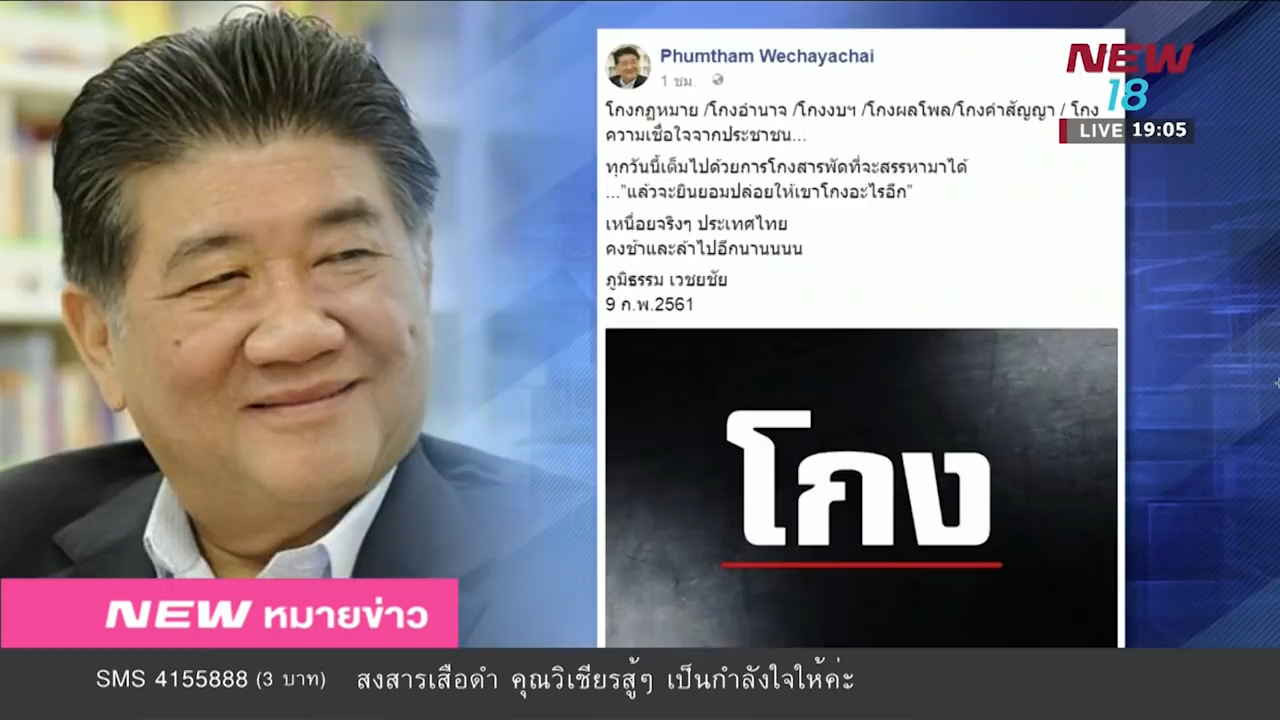 Phumtham Wechayachai
1 ชม.
โกงกฎหมาย /โกงอำนาจ /โกงงบฯ /โกงผลโพล/โกงคำสัญญา / โกง
ความเชื่อใจจากประชาชน...
ทุกวันนี้เต็มไปด้วยการโกงสารพัดที่จะสรรหามาได้
..."แล้วจะยินยอมปล่อยให้เขาโกงอะไรอีก"
เหนื่อยจริงๆ ประเทศไทย
คงช้าและล้าไปอีกนานนนน
ภูมิธรรม เวชยชัย
9 ก.พ.2561
โกง
NEW
18
LIVE 19:05
NEW หมายข่าว
SMS 4155888 (3 บาท) สงสารเสือดำ คุณวิเชียรสู้ๆ เป็นกำลังใจให้ค่ะ